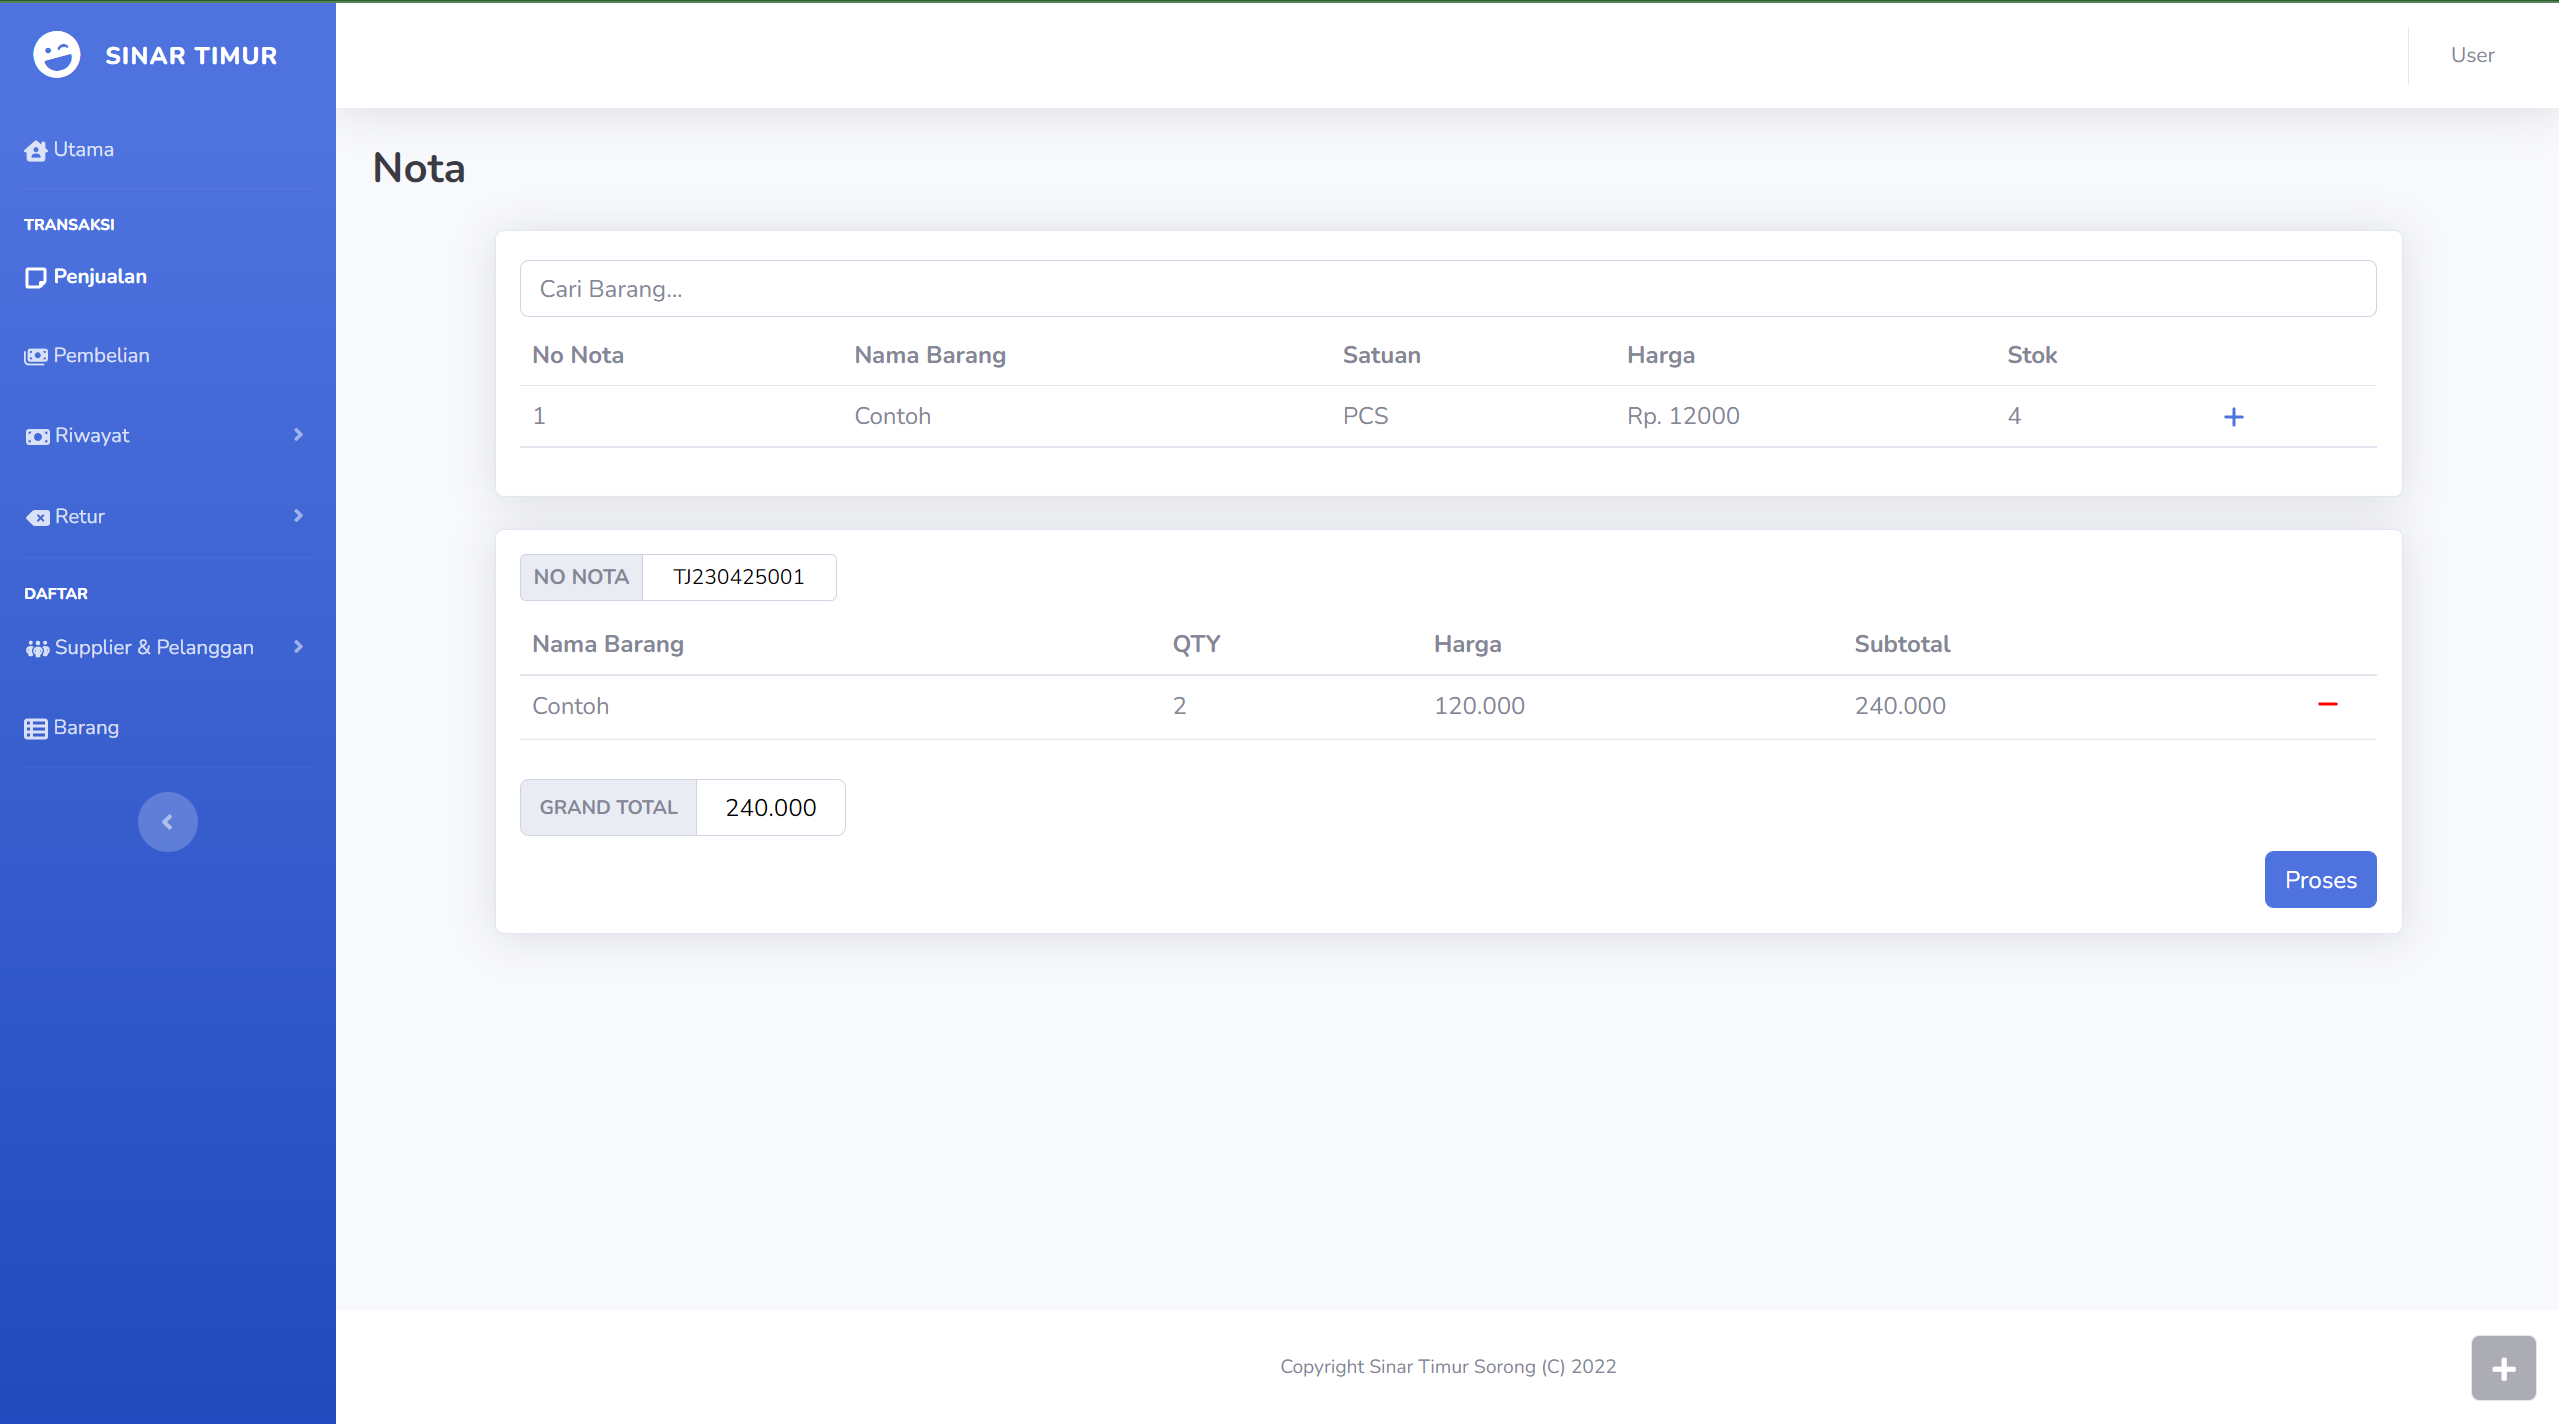 SINAR TIMUR
User
Utama
TRANSAKSI
Penjualan
Pembelian
Riwayat
Retur
DAFTAR
Supplier & Pelanggan
Barang
Nota
Cari Barang...
No Nota Nama Barang Satuan Harga Stok
1 Contoh PCS Rp. 12000 4
NO NOTA TJ230425001
Nama Barang QTY Harga Subtotal
Contoh 2 120.000 240.000
GRAND TOTAL 240.000
Proses
Copyright Sinar Timur Sorong (C) 2022